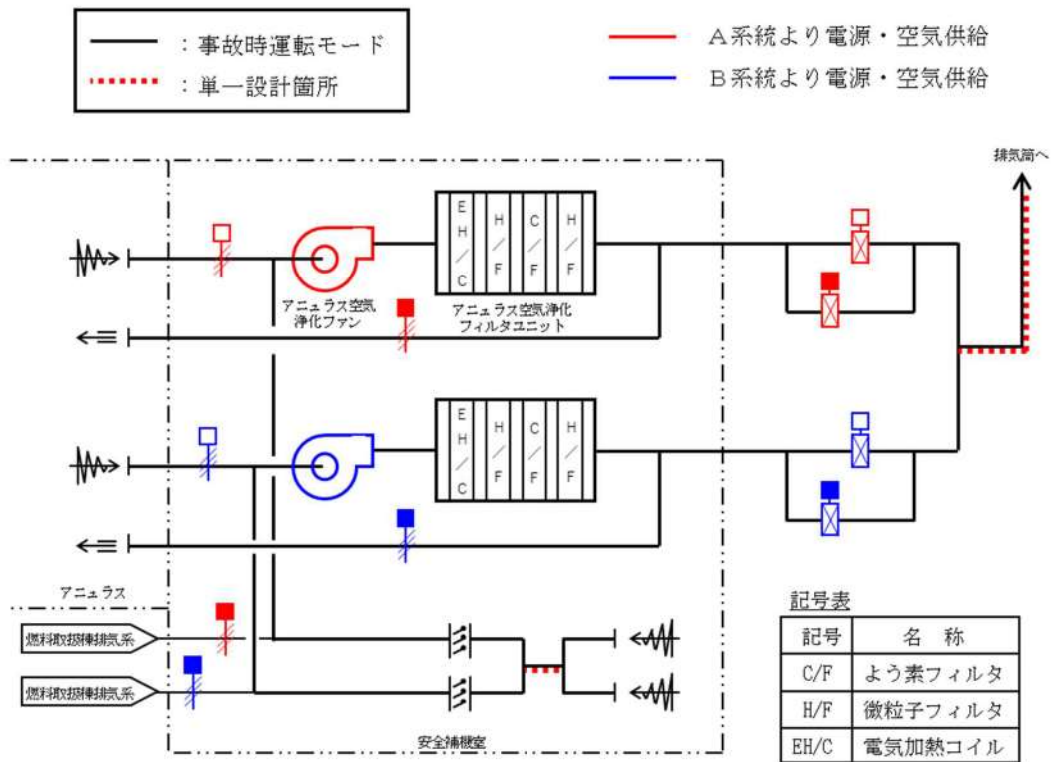 ：事故時運転モード
：単一設計箇所
A系統より電源・空気供給
B系統より電源・空気供給
排気筒へ
EH/C
H/F
C/F
H/F
アニュラス空気
浄化ファン
アニュラス空気浄化
フィルタユニット
EH/C
H/F
C/F
H/F
アニュラス
燃料取扱棟排気系
燃料取扱棟排気系
安全補機室
記号表
記号 名 称
C/F よう素フィルタ
H/F 微粒子フィルタ
EH/C 電気加熱コイル